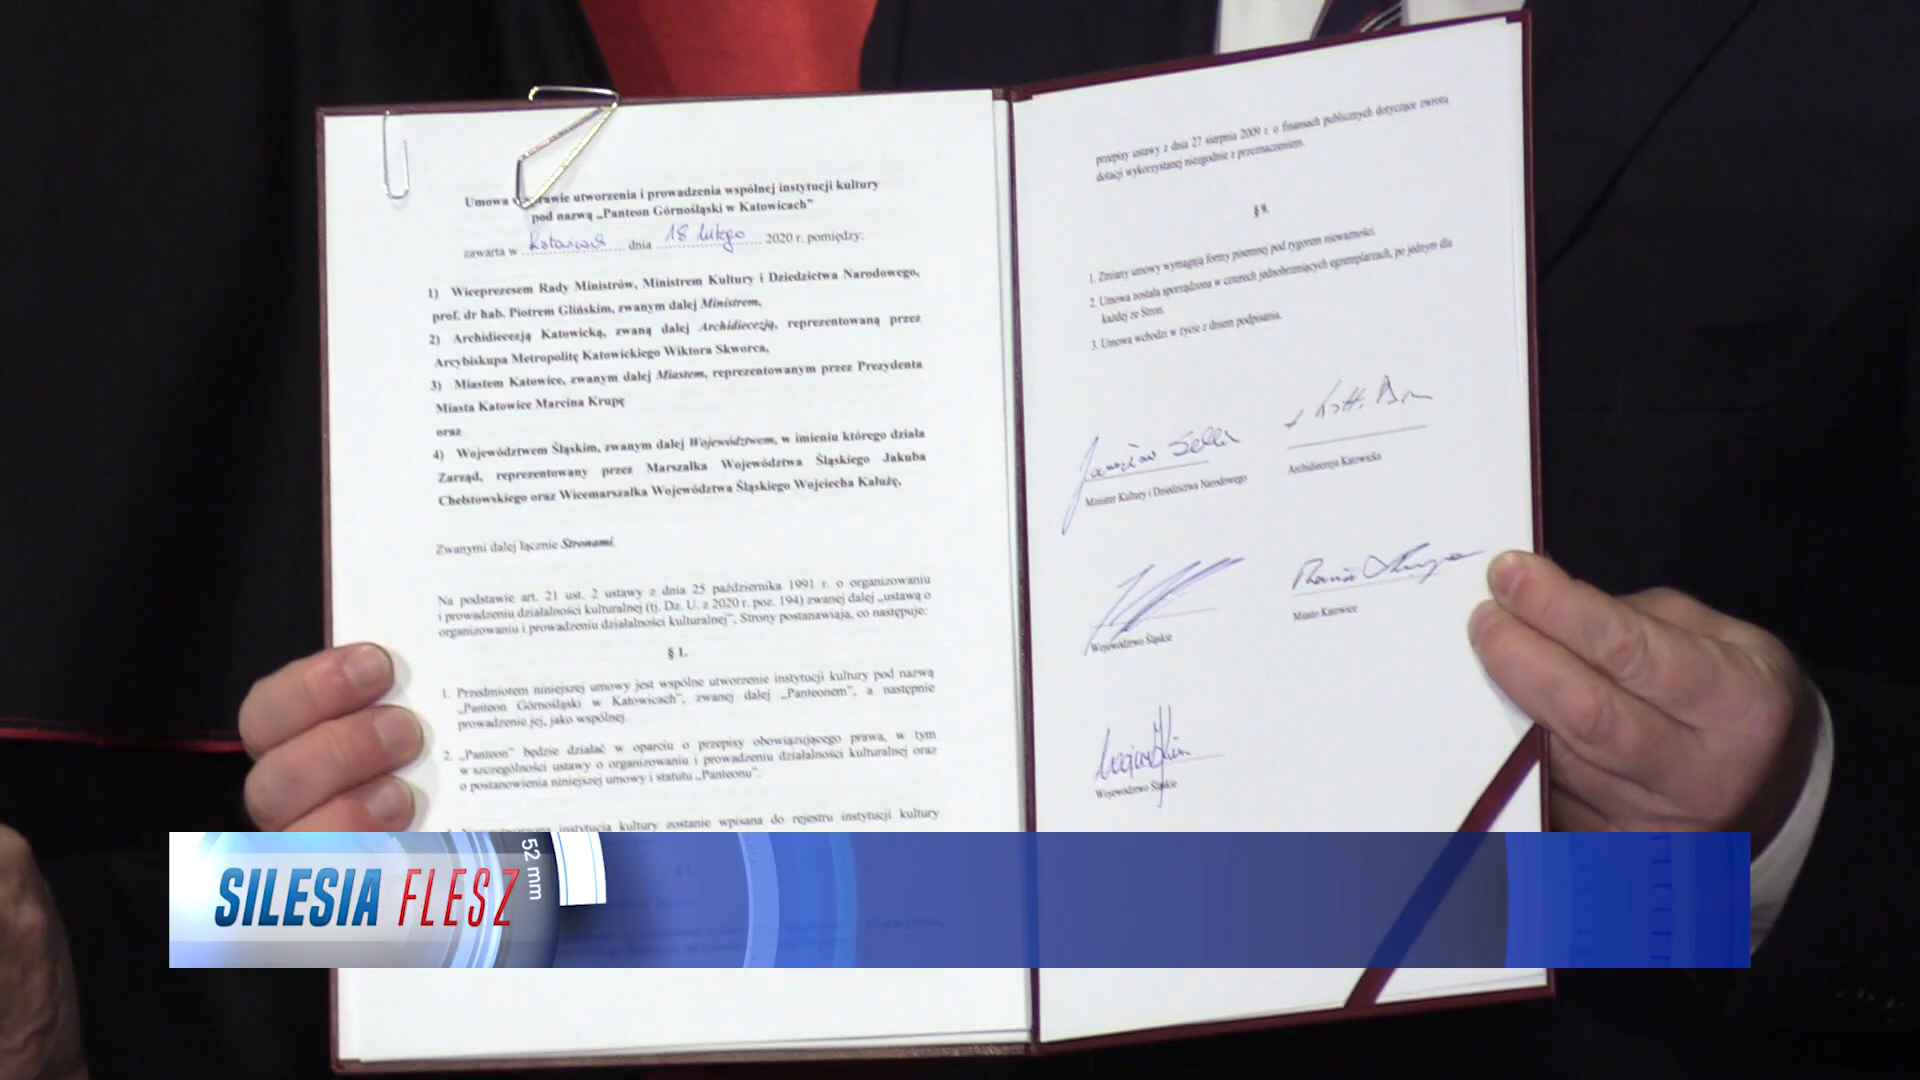 Umowa w sprawie utworzenia i prowadzenia wspólnej instytucji kultury
pod nazwą „Panteon Górnośląski w Katowicach”
zawarta w Katowicach dnia 18 lutego 2020 r. pomiędzy:
1) Wiceprezesem Rady Ministrów, Ministrem Kultury i Dziedzictwa Narodowego,
prof. dr hab. Piotrem Glińskim, zwanym dalej Ministrem,
2) Archidiecezją Katowicką, zwaną dalej Archidiecezją, reprezentowaną przez
Arcybiskupa Metropolitę Katowickiego Wiktora Skworca,
3) Miastem Katowice, zwanym dalej Miastem, reprezentowanym przez Prezydenta
Miasta Katowice Marcina Krupę
oraz
4) Województwem Śląskim, zwanym dalej Województwem, w imieniu którego działa
Zarząd, reprezentowany przez Marszałka Województwa Śląskiego Jakuba
Chełstowskiego oraz Wicemarszałka Województwa Śląskiego Wojciecha Kałużę,
Zwanymi dalej łącznie Stronami.
Na podstawie art. 21 ust. 2 ustawy z dnia 25 października 1991 r. o organizowaniu
i prowadzeniu działalności kulturalnej (tj. Dz. U. z 2020 r. poz. 194) zwanej dalej „ustawą o
organizowaniu i prowadzeniu działalności kulturalnej”, Strony postanawiają, co następuje:
§ 1.
1. Przedmiotem niniejszej umowy jest wspólne utworzenie instytucji kultury pod nazwą
„Panteon Górnośląski w Katowicach”, zwanej dalej „Panteonem”, a następnie
prowadzenie jej, jako wspólnej.
2. „Panteon” będzie działać w oparciu o przepisy obowiązującego prawa, w tym
w szczególności ustawy o organizowaniu i prowadzeniu działalności kulturalnej oraz
o postanowienia niniejszej umowy i statutu „Panteonu”.
instytucja kultury zostanie wpisana do rejestru instytucji kultury
przepisy ustawy z dnia 27 sierpnia 2009 r. o finansach publicznych dotyczące zwrotu
dotacji wykorzystanej niezgodnie z przeznaczeniem.
§ 9.
1. Zmiany umowy wymagają formy pisemnej pod rygorem nieważności.
2. Umowa została sporządzona w czterech jednobrzmiących egzemplarzach, po jednym dla
każdej ze Stron.
3. Umowa wchodzi w życie z dniem podpisania.
Minister Kultury i Dziedzictwa Narodowego
Archidiecezja Katowicka
Województwo Śląskie
Miasto Katowice
Województwo Śląskie
SILESIA FLESZ
52 mm